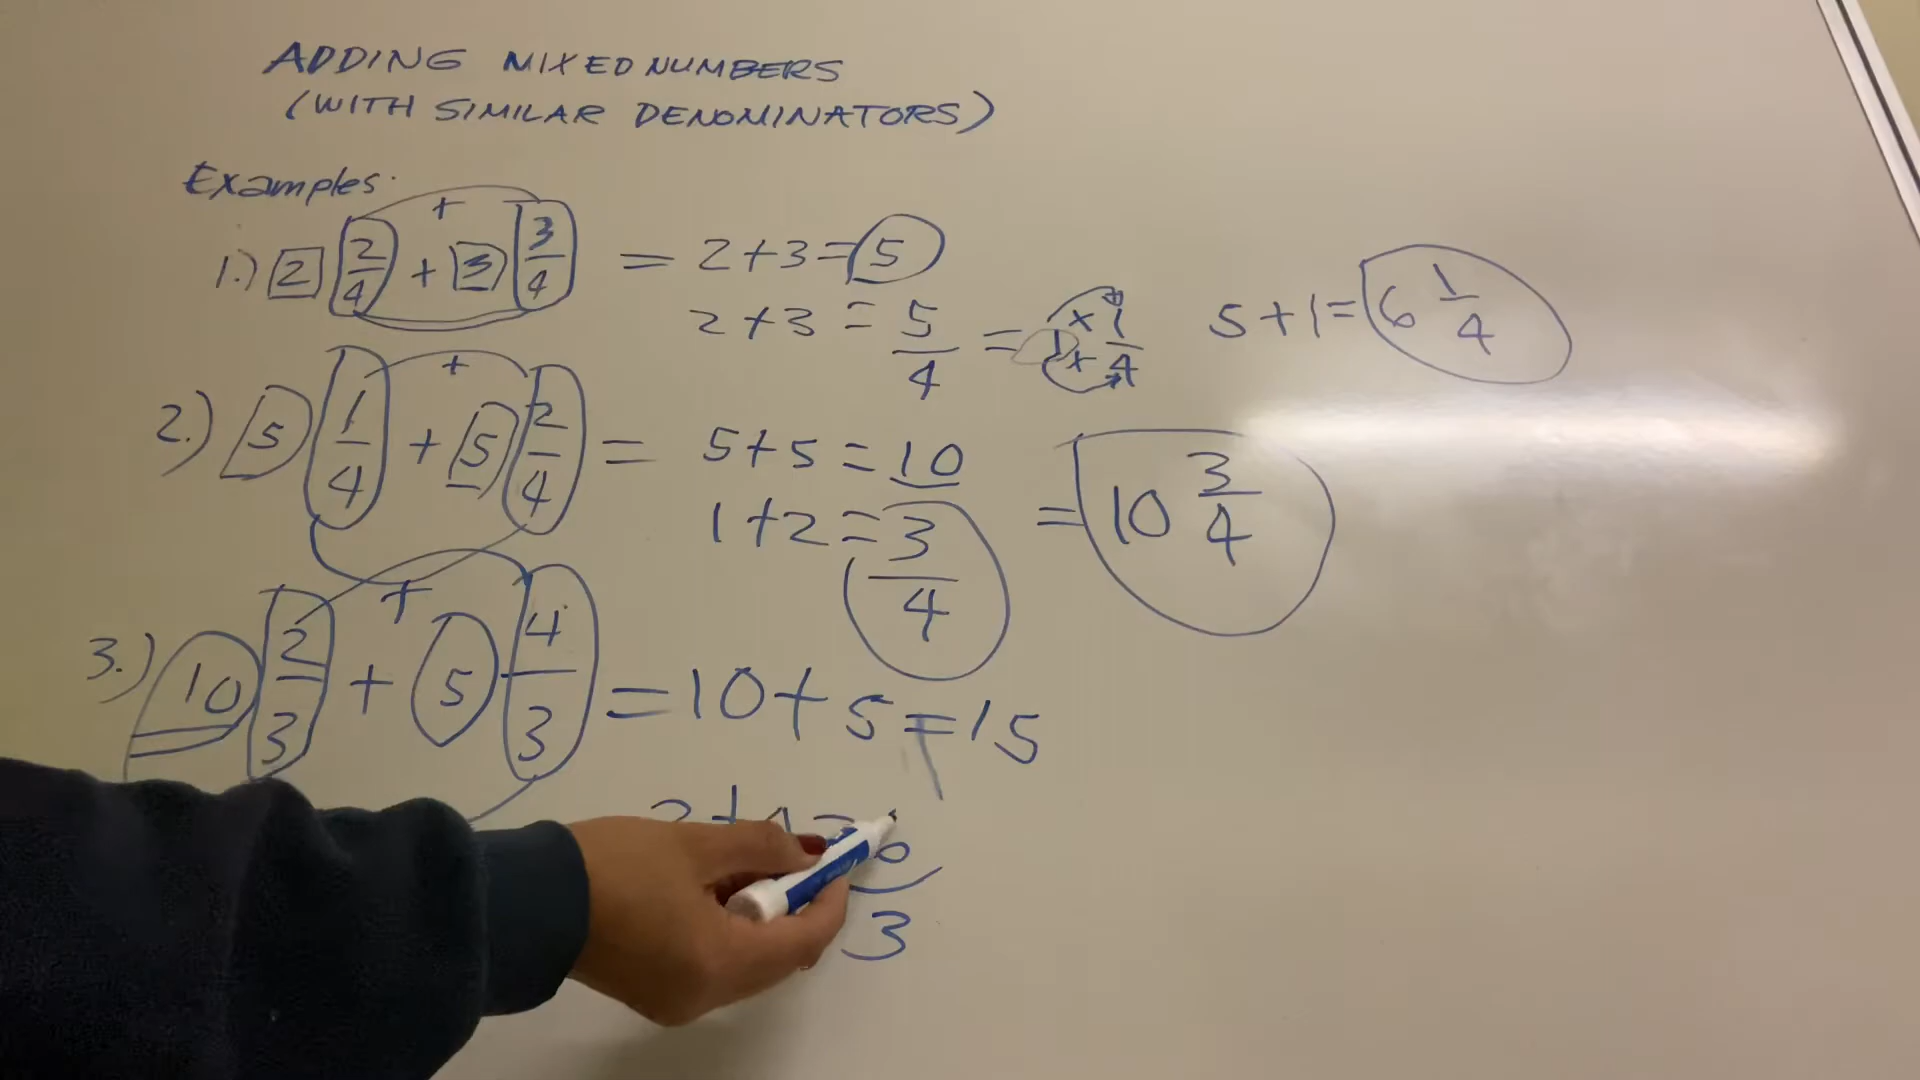 ADDING MIXED NUMBERS
(WITH SIMILAR DENOMINATORS)
Examples:
1.) 2 2/4 + 3 3/4 = 2+3=5
+
2+3 = 5/4 = 1 1/4
x
+
5+1=6 1/4
2.) 5 1/4 + 5 2/4 = 5+5=10
+
1+2=3/4
= 10 3/4
3.) 10 2/3 + 5 4/3 = 10+5=15
+
2+4=6/3